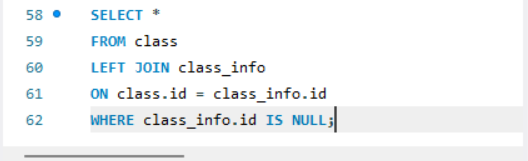 58 SELECT *
59 FROM class
60 LEFT JOIN class_info
61 ON class.id = class_info.id
62 WHERE class_info.id IS NULL;